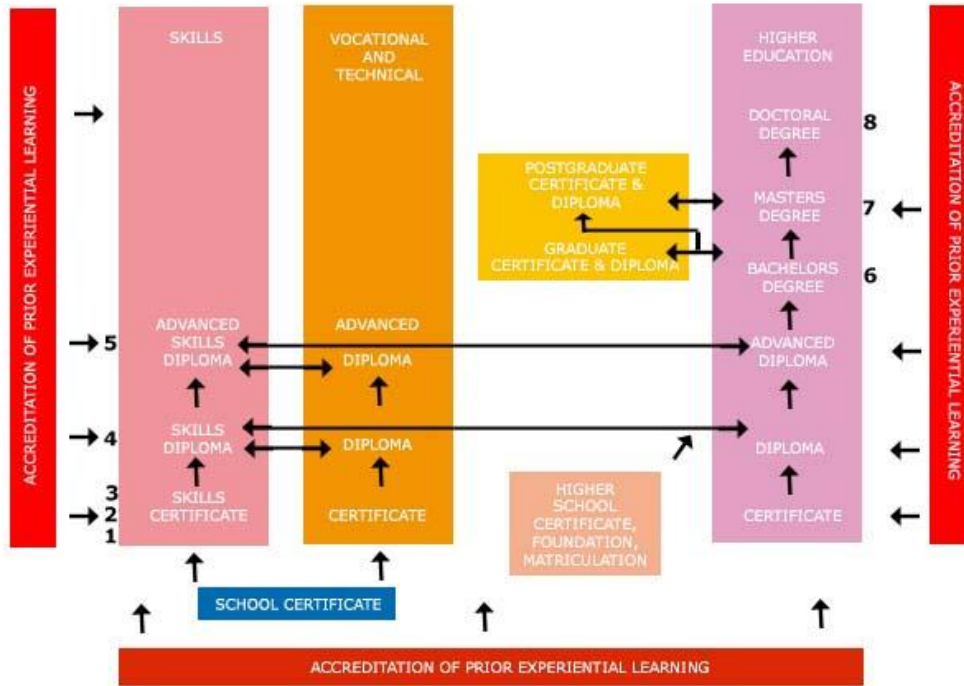 ACCREDITATION OF PRIOR EXPERIENTIAL LEARNING
SKILLS
ADVANCED
SKILLS
DIPLOMA
SKILLS
DIPLOMA
SKILLS
CERTIFICATE
5
4
3
2
1
VOCATIONAL
AND
TECHNICAL
ADVANCED
DIPLOMA
DIPLOMA
CERTIFICATE
POSTGRADUATE
CERTIFICATE &
DIPLOMA
GRADUATE
CERTIFICATE & DIPLOMA
HIGHER
SCHOOL
CERTIFICATE,
FOUNDATION,
MATRICULATION
HIGHER
EDUCATION
DOCTORAL
DEGREE
MASTERS
DEGREE
BACHELORS
DEGREE
ADVANCED
DIPLOMA
DIPLOMA
CERTIFICATE
8
7
6
ACCREDITATION OF PRIOR EXPERIENTIAL LEARNING
SCHOOL CERTIFICATE
ACCREDITATION OF PRIOR EXPERIENTIAL LEARNING